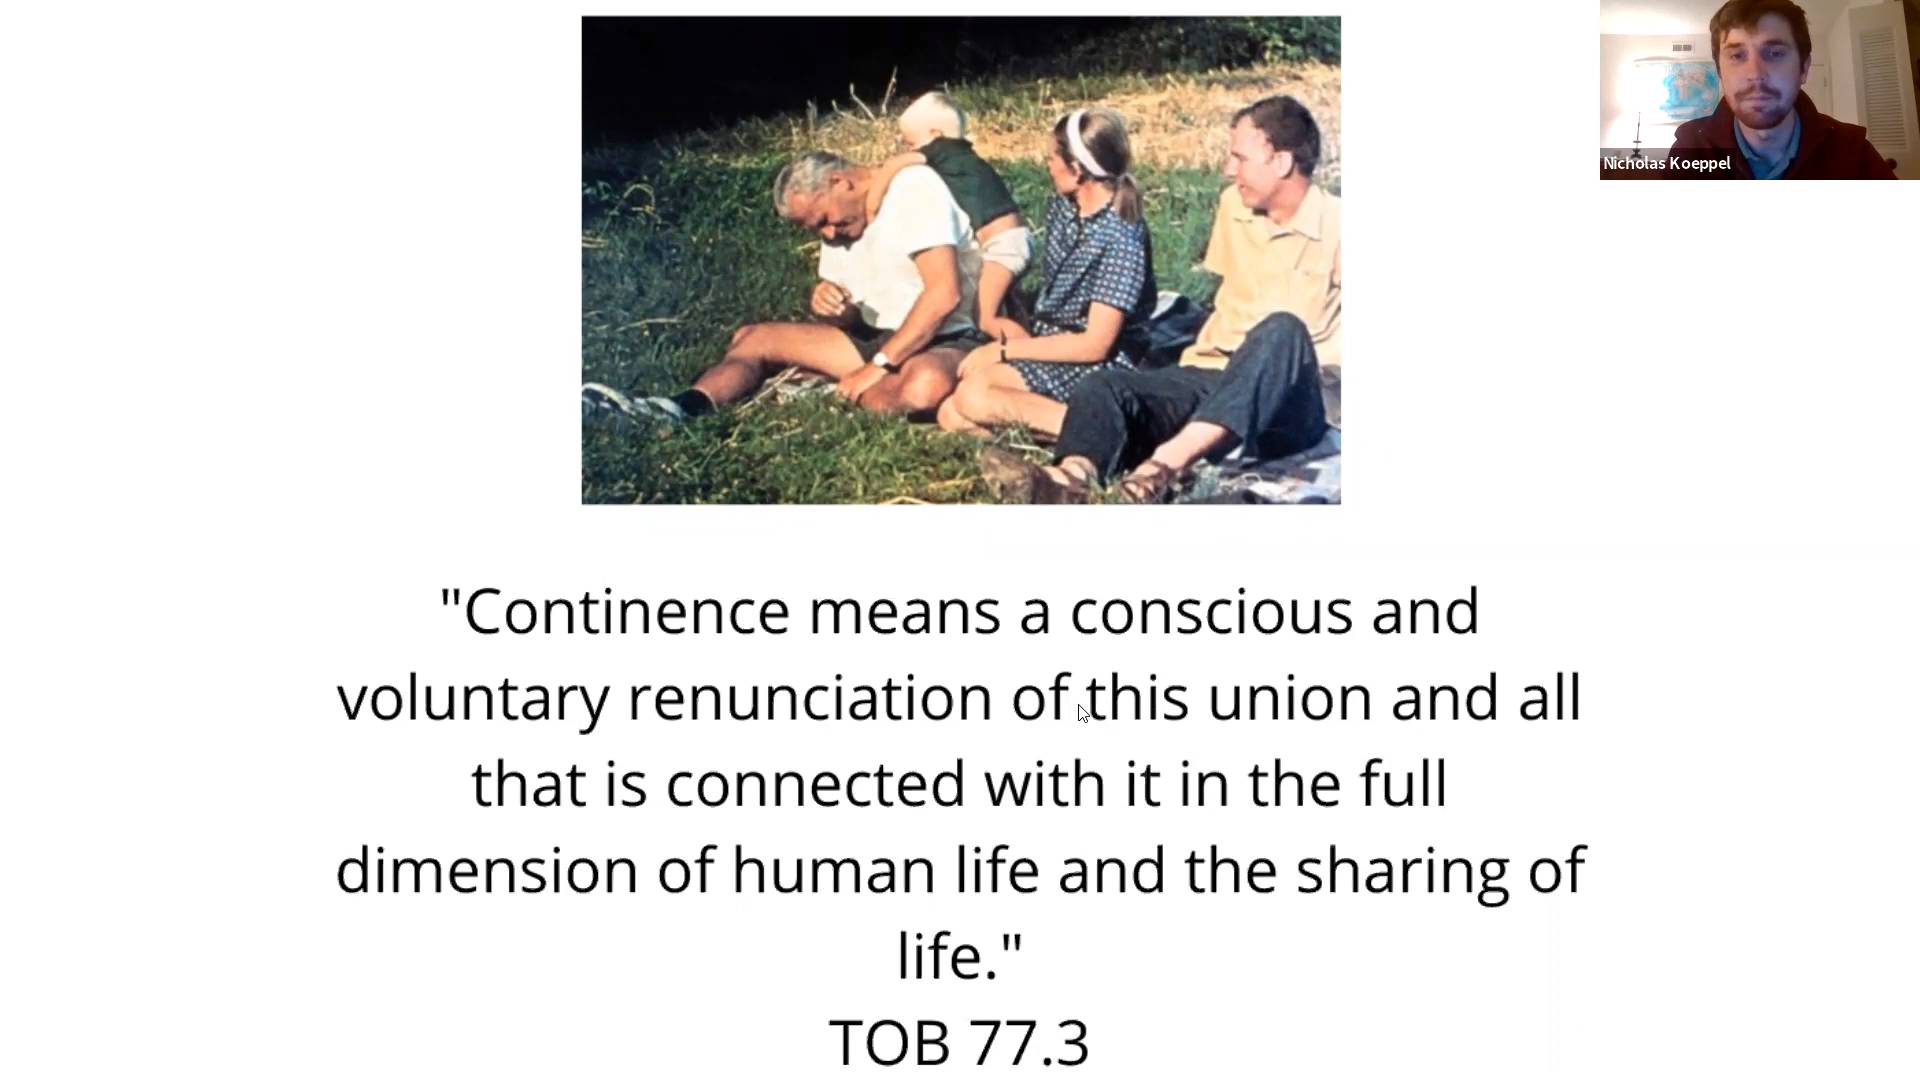 Nicholas Koeppel
"Continence means a conscious and
voluntary renunciation of this union and all
that is connected with it in the full
dimension of human life and the sharing of
life."
TOB 77.3